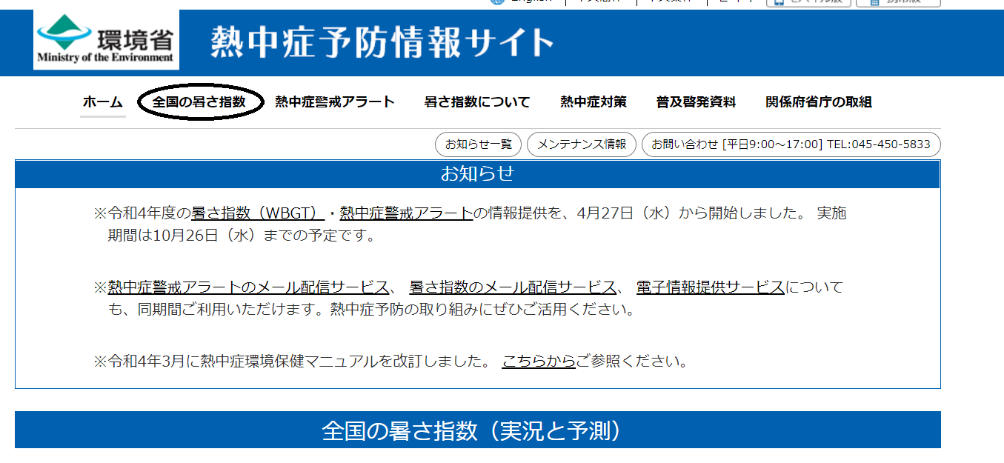 English
環境省
Ministry of the Environment
熱中症予防情報サイト
ホーム 全国の暑さ指数 熱中症警戒アラート 暑さ指数について 熱中症対策 普及啓発資料 関係府省庁の取組
お知らせ一覧 メンテナンス情報 お問い合わせ [平日9:00～17:00] TEL:045-450-5833
お知らせ
※令和4年度の暑さ指数（WBGT）・熱中症警戒アラートの情報提供を、4月27日（水）から開始しました。 実施
期間は10月26日（水）までの予定です。
※熱中症警戒アラートのメール配信サービス、 暑さ指数のメール配信サービス、 電子情報提供サービスについて
も、同期間ご利用いただけます。熱中症予防の取り組みにぜひご活用ください。
※令和4年3月に熱中症環境保健マニュアルを改訂しました。 こちらからご参照ください。
全国の暑さ指数（実況と予測）